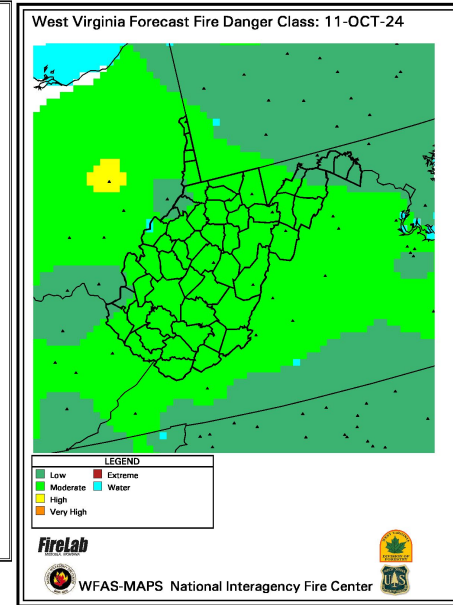 West Virginia Forecast Fire Danger Class: 11-OCT-24
LEGEND
Low
Extreme
Moderate
Water
High
Very High
FireLab
WFAS-MAPS National Interagency Fire Center